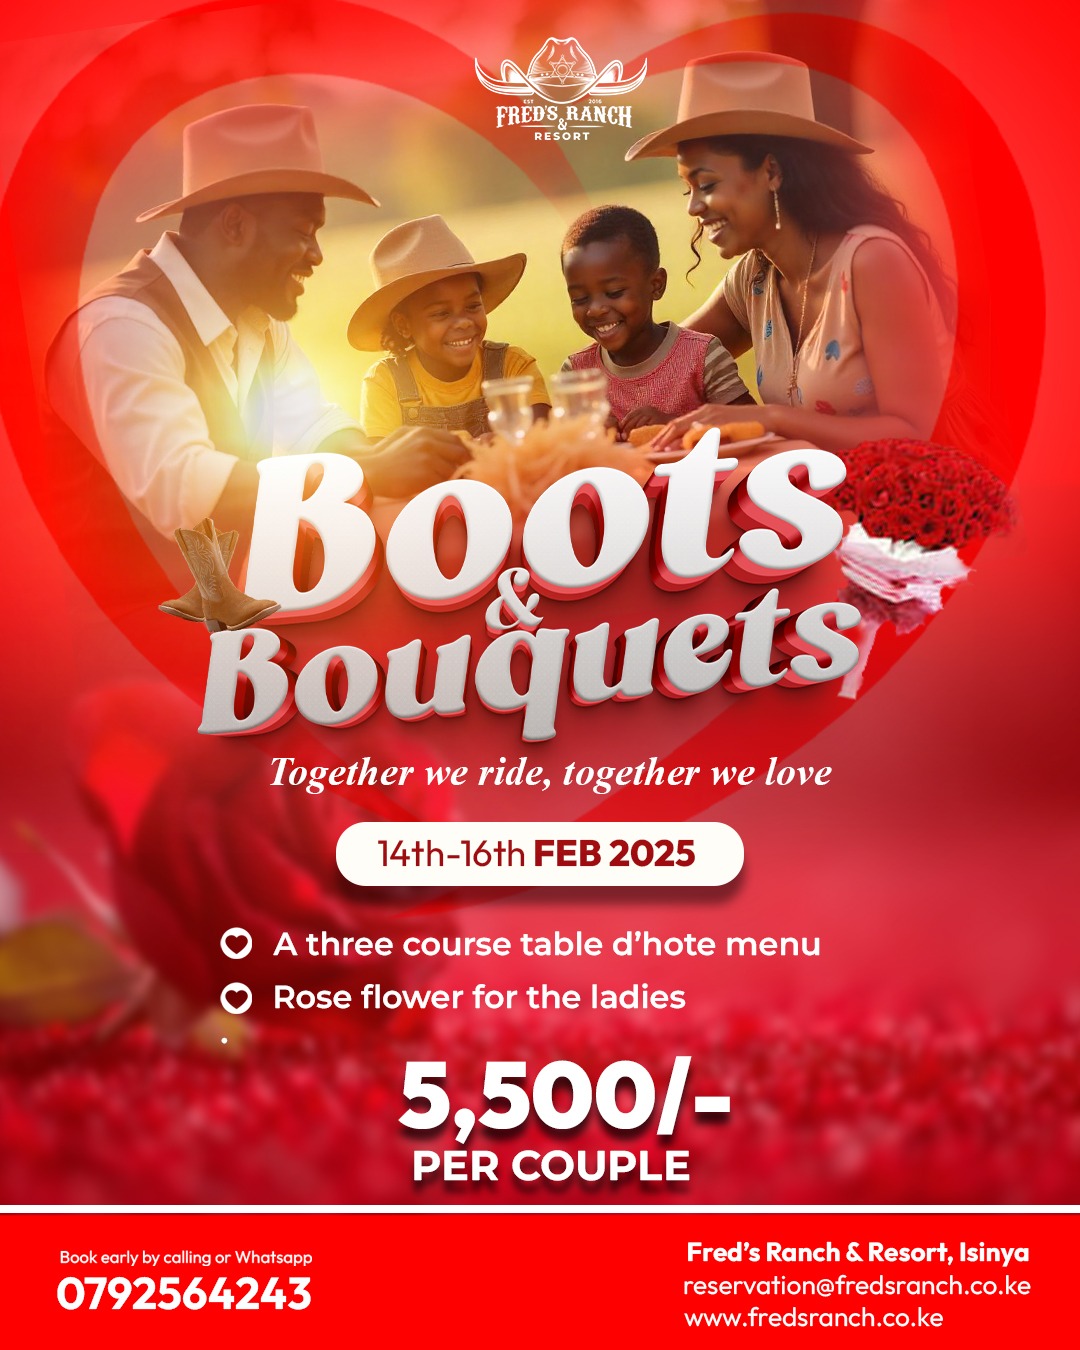 EST 2016
FRED'S RANCH
&
RESORT
Boots
&
Bouquets
Together we ride, together we love
14th-16th FEB 2025
A three course table d'hote menu
Rose flower for the ladies
5,500/-
PER COUPLE
Book early by calling or Whatsapp
0792564243
Fred's Ranch & Resort, Isinya
reservation@fredsranch.co.ke
www.fredsranch.co.ke